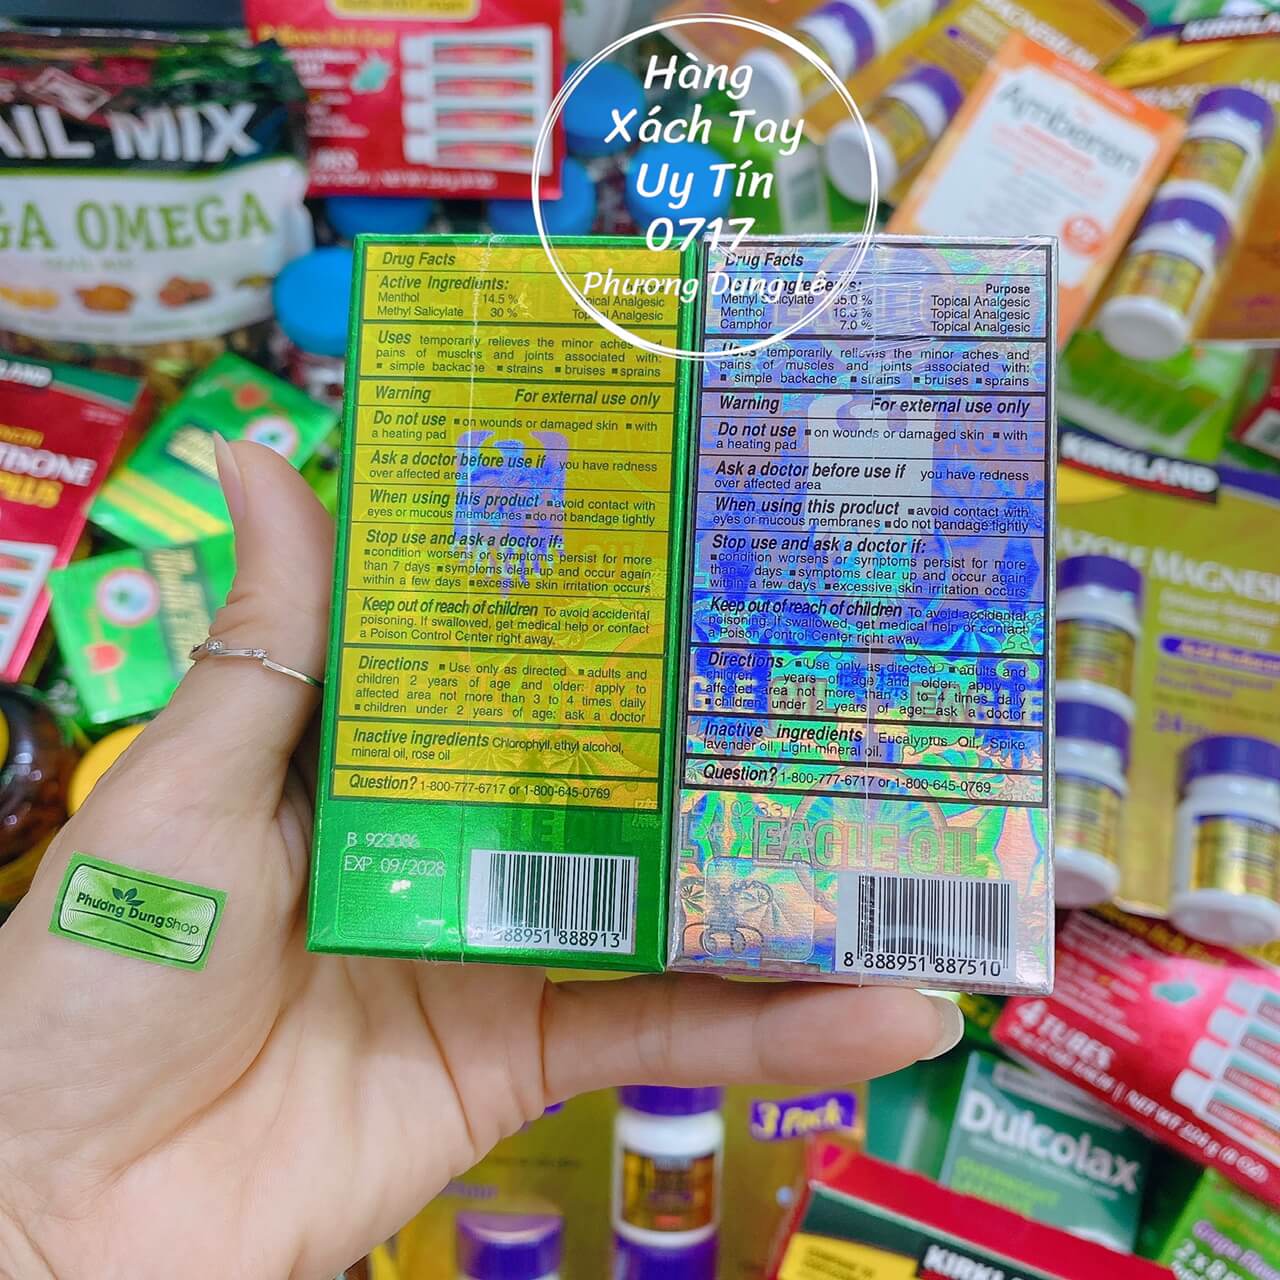 Hàng
Xách Tay
Uy Tín
0717
Phương Dung Lê
AIL MIX
GA OMEGA
Amberen
KIRKLAND
Drug Facts
Active Ingredients:
Menthol 14.5 % Topical Analgesic
Methyl Salicylate 30 % Topical Analgesic
Uses temporarily relieves the minor aches and
pains of muscles and joints associated with:
▪ simple backache ▪ strains ▪ bruises ▪ sprains
Warning For external use only
Do not use ▪ on wounds or damaged skin ▪ with
a heating pad
Ask a doctor before use if you have redness
over affected area
When using this product ▪ avoid contact with
eyes or mucous membranes ▪ do not bandage tightly
Stop use and ask a doctor if:
▪ condition worsens or symptoms persist for more
than 7 days ▪ symptoms clear up and occur again
within a few days ▪ excessive skin irritation occurs
Keep out of reach of children To avoid accidental
poisoning. If swallowed, get medical help or contact
a Poison Control Center right away.
Directions ▪ Use only as directed ▪ adults and
children 2 years of age and older: apply to
affected area not more than 3 to 4 times daily
▪ children under 2 years of age: ask a doctor
Inactive ingredients Chlorophyll, ethyl alcohol,
mineral oil, rose oil
Question? 1-800-777-6717 or 1-800-645-0769
B 923086
EXP. 09/2028
888951 888913
Drug Facts
Ingredients: Purpose
Methyl Salicylate Topical Analgesic
Menthol Topical Analgesic
Camphor 7.0 % Topical Analgesic
Uses temporarily relieves the minor aches and
pains of muscles and joints associated with:
▪ simple backache ▪ strains ▪ bruises ▪ sprains
Warning For external use only
Do not use ▪ on wounds or damaged skin ▪ with
a heating pad
Ask a doctor before use if you have redness
over affected area
When using this product ▪ avoid contact with
eyes or mucous membranes ▪ do not bandage tightly
Stop use and ask a doctor if:
▪ condition worsens or symptoms persist for more
than 7 days ▪ symptoms clear up and occur again
within a few days ▪ excessive skin irritation occurs
Keep out of reach of children To avoid accidental
poisoning. If swallowed, get medical help or contact
a Poison Control Center right away.
Directions ▪ Use only as directed ▪ adults and
children years of age and older: apply to
affected area not more than 3 to 4 times daily
▪ children under 2 years of age: ask a doctor
Inactive ingredients Eucalyptus Oil, Spike
lavender oil, Light mineral oil.
Question? 1-800-777-6717 or 1-800-645-0769
EAGLE OIL
8 888951 887510
Phương Dung Shop
PLUS
KIRKLAND
4 TUBES
Dulcolax
3 Pack
KIRKLAND